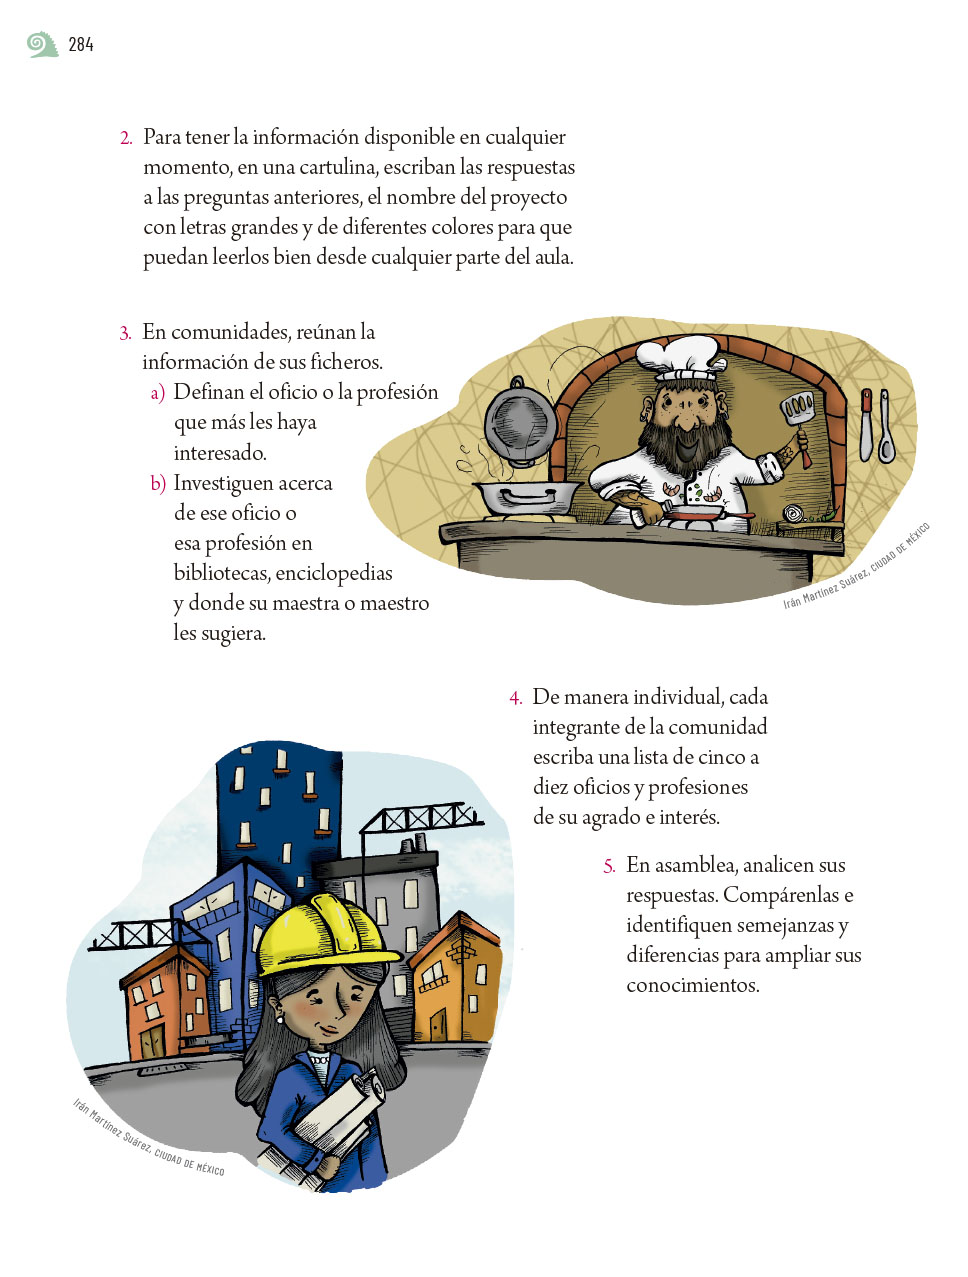 284
2. Para tener la información disponible en cualquier
momento, en una cartulina, escriban las respuestas
a las preguntas anteriores, el nombre del proyecto
con letras grandes y de diferentes colores para que
puedan leerlos bien desde cualquier parte del aula.
3. En comunidades, reúnan la
información de sus ficheros.
a) Definan el oficio o la profesión
que más les haya
interesado.
b) Investiguen acerca
de ese oficio o
esa profesión en
bibliotecas, enciclopedias
y donde su maestra o maestro
les sugiera.
Irán Martínez Suárez, CIUDAD DE MÉXICO
4. De manera individual, cada
integrante de la comunidad
escriba una lista de cinco a
diez oficios y profesiones
de su agrado e interés.
5. En asamblea, analicen sus
respuestas. Compárenlas e
identifiquen semejanzas y
diferencias para ampliar sus
conocimientos.
Irán Martínez Suárez, CIUDAD DE MÉXICO